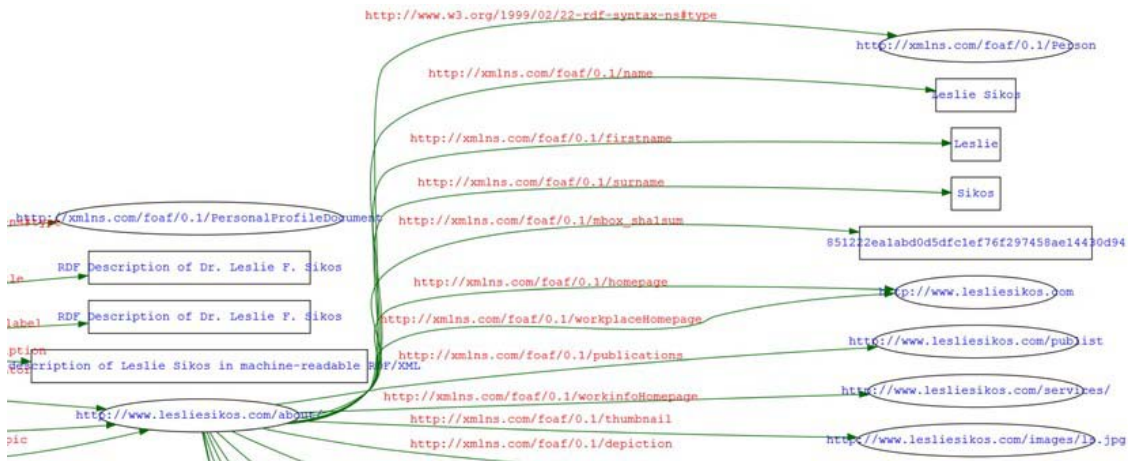 http://www.w3.org/1999/02/22-rdf-syntax-ns#type
http://xmlns.com/foaf/0.1/Person
http://xmlns.com/foaf/0.1/name
Leslie Sikos
http://xmlns.com/foaf/0.1/firstname
Leslie
http://xmlns.com/foaf/0.1/surname
Sikos
http://xmlns.com/foaf/0.1/PersonalProfileDocument
http://xmlns.com/foaf/0.1/mbox_sha1sum
851222ea1abd0d5dfc1ef76f297458ae14430d94
RDF Description of Dr. Leslie F. Sikos
http://xmlns.com/foaf/0.1/homepage
http://www.lesliesikos.com
label
RDF Description of Dr. Leslie F. Sikos
http://xmlns.com/foaf/0.1/workplaceHomepage
http://www.lesliesikos.com/publist
ption
description of Leslie Sikos in machine-readable RDF/XML
http://xmlns.com/foaf/0.1/publications
http://www.lesliesikos.com/services/
http://xmlns.com/foaf/0.1/workinfoHomepage
http://www.lesliesikos.com/about/
http://xmlns.com/foaf/0.1/thumbnail
http://www.lesliesikos.com/images/ls.jpg
pic
http://xmlns.com/foaf/0.1/depiction